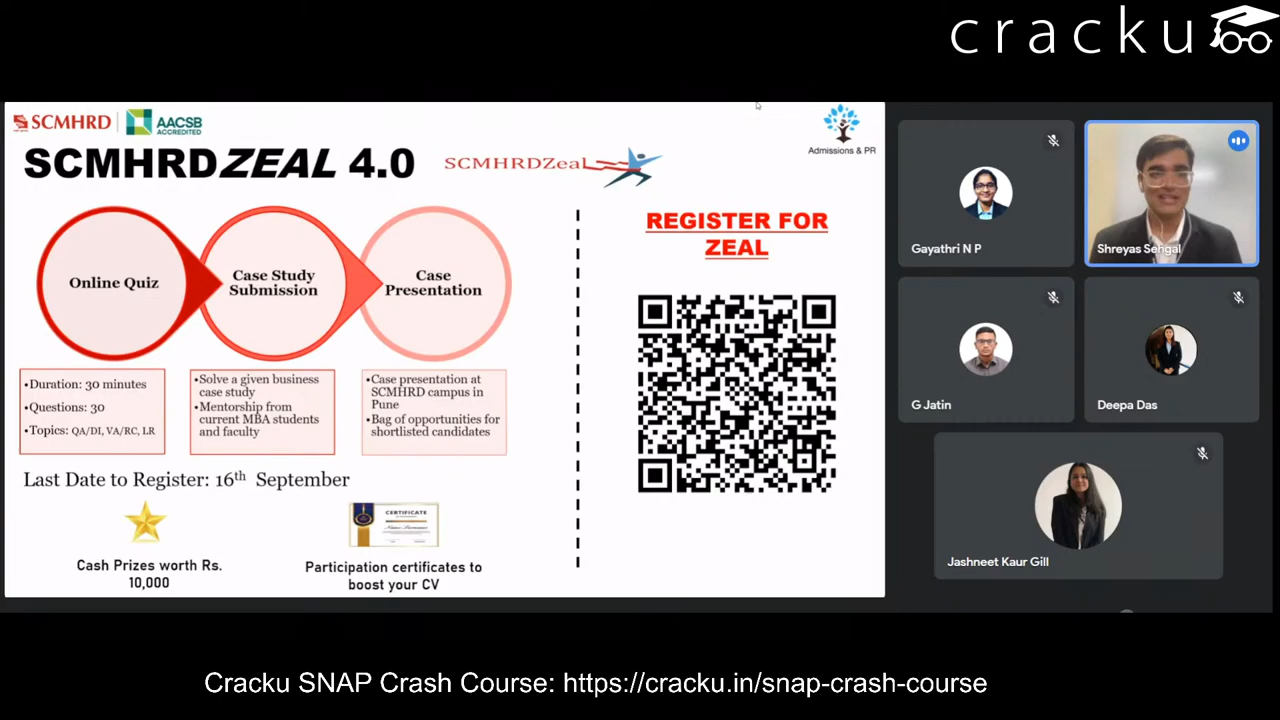 cracku
SCMHRD
AACSB
ACCREDITED
SCMHRDZEAL 4.0
SCMHRDZeal
Admissions & PR
Online Quiz
Case Study
Submission
Case
Presentation
•Duration: 30 minutes
•Questions: 30
•Topics: QA/DI, VA/RC, LR
•Solve a given business
case study
•Mentorship from
current MBA students
and faculty
•Case presentation at
SCMHRD campus in
Pune
•Bag of opportunities for
shortlisted candidates
Last Date to Register: 16th September
CERTIFICATE
Cash Prizes worth Rs.
10,000
Participation certificates to
boost your CV
REGISTER FOR
ZEAL
Gayathri N P
Shreyas Sehgal
G Jatin
Deepa Das
Jashneet Kaur Gill
Cracku SNAP Crash Course: https://cracku.in/snap-crash-course